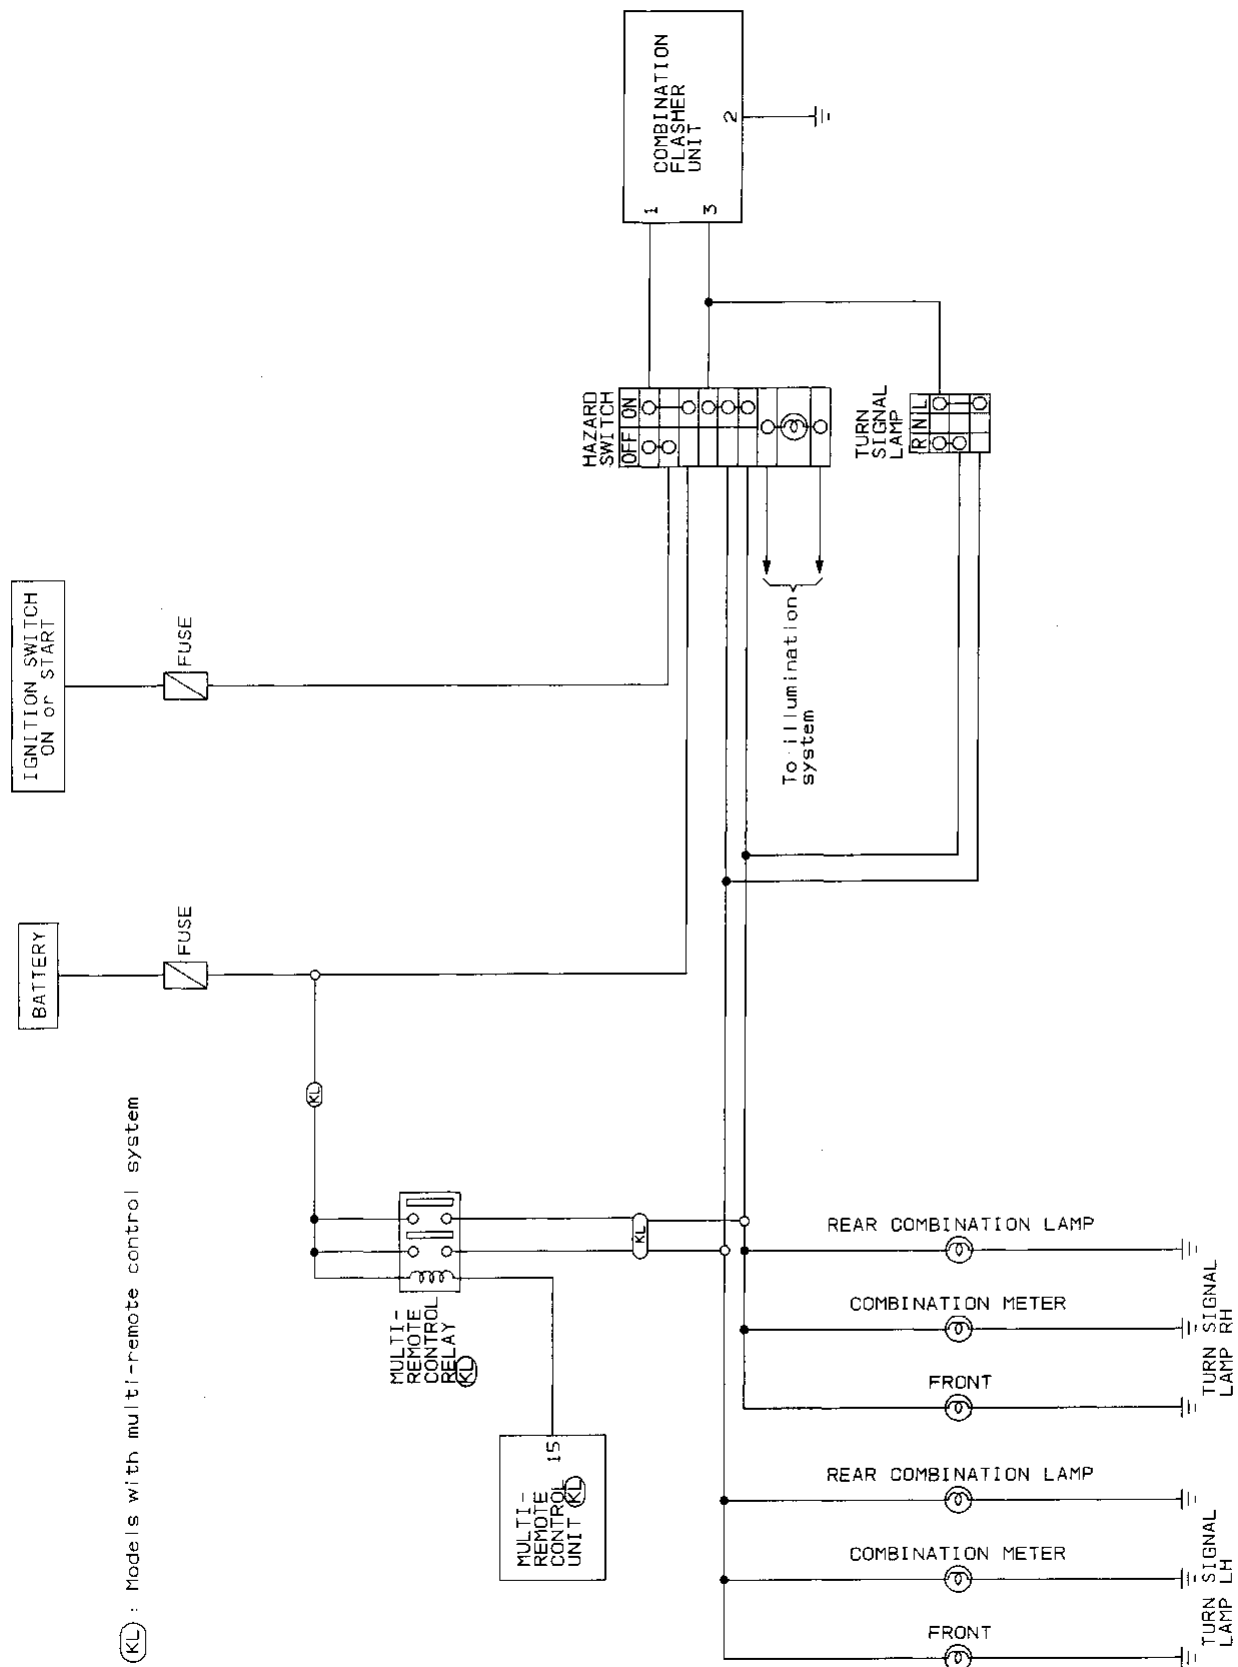 IGNITION SWITCH
ON or START
FUSE
BATTERY
FUSE
KL : Models with multi-remote control system
KL
COMBINATION
FLASHER
UNIT
1
2
3
HAZARD
SWITCH
OFF ON
TURN
SIGNAL
LAMP
R N L
To illumination
system
MULTI-
REMOTE
CONTROL
RELAY
KL
KL
MULTI-
REMOTE
CONTROL
UNIT KL
15
REAR COMBINATION LAMP
COMBINATION METER
FRONT
TURN SIGNAL
LAMP RH
REAR COMBINATION LAMP
COMBINATION METER
FRONT
TURN SIGNAL
LAMP LH